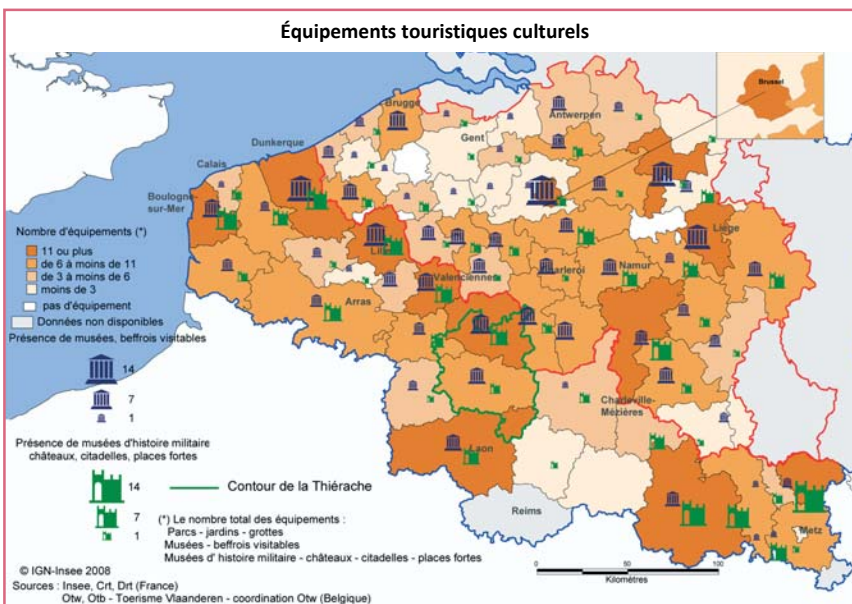 Équipements touristiques culturels
Brussel
Brugge
Antwerpen
Gent
Dunkerque
Calais
Boulogne-
sur-Mer
Liège
Lille
Valenciennes
Charleroi
Namur
Arras
Charleville-
Mézières
Laon
Reims
Metz
Nombre d'équipements (*)
11 ou plus
de 6 à moins de 11
de 3 à moins de 6
moins de 3
pas d'équipement
Données non disponibles
Présence de musées, beffrois visitables
14
7
1
Présence de musées d'histoire militaire
châteaux, citadelles, places fortes
14
7
1
Contour de la Thiérache
(*) Le nombre total des équipements :
Parcs - jardins - grottes
Musées - beffrois visitables
Musées d' histoire militaire - châteaux - citadelles - places fortes
© IGN-Insee 2008
Sources : Insee, Crt, Drt (France)
Otw, Otb - Toerisme Vlaanderen - coordination Otw (Belgique)
0 50 100
Kilomètres